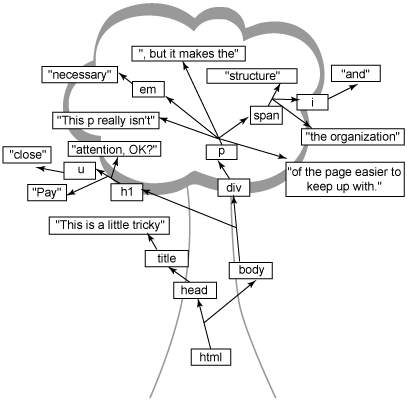 ", but it makes the"
"necessary"
"structure"
"and"
em
i
"This p really isn't"
span
"attention, OK?"
p
"the organization"
"close"
u
"of the page easier to
keep up with."
"Pay"
h1
div
"This is a little tricky"
title
body
head
html